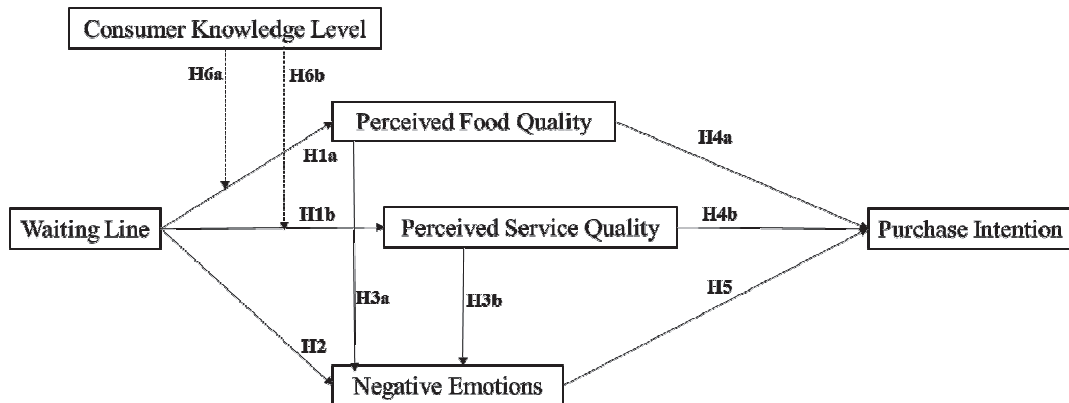 Consumer Knowledge Level
H6a
H6b
Perceived Food Quality
H1a
H4a
Waiting Line
H1b
Perceived Service Quality
H4b
Purchase Intention
H3a
H3b
H5
H2
Negative Emotions